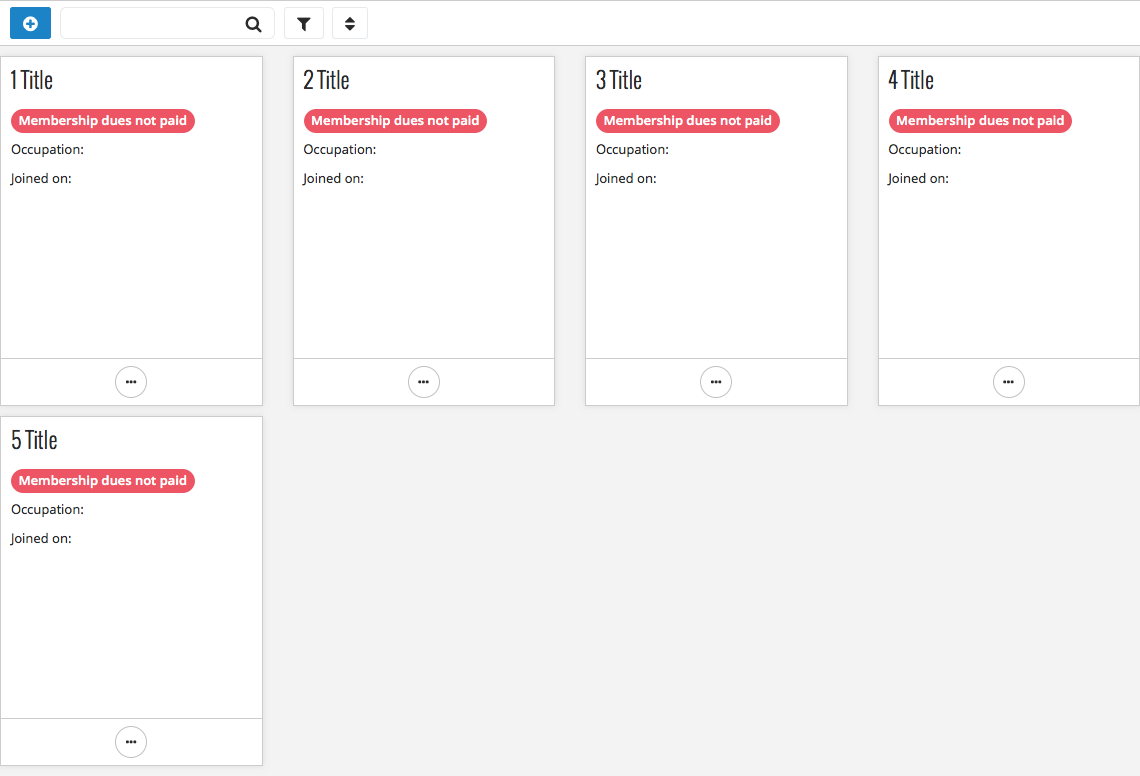 1 Title
Membership dues not paid
Occupation:
Joined on:
2 Title
Membership dues not paid
Occupation:
Joined on:
3 Title
Membership dues not paid
Occupation:
Joined on:
4 Title
Membership dues not paid
Occupation:
Joined on:
5 Title
Membership dues not paid
Occupation:
Joined on: